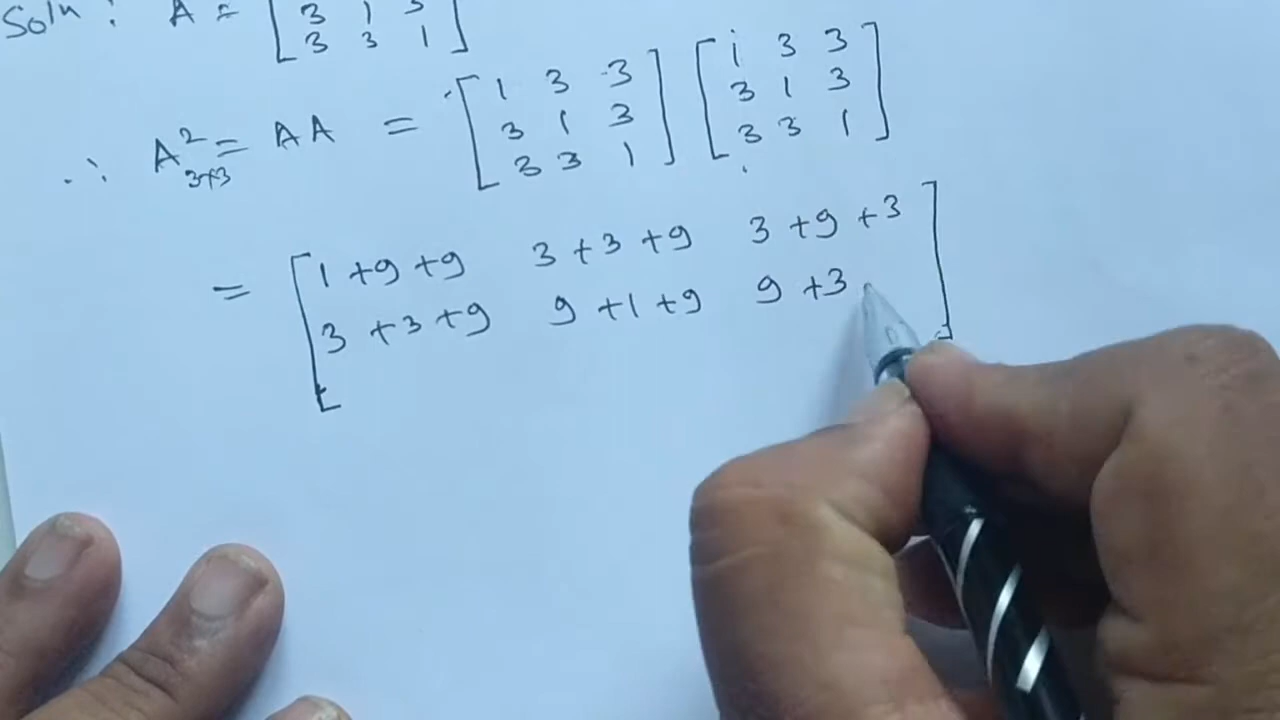 Soln : A = [ 3 1 3
3 3 1 ]
∴ A² = AA = [ 1 3 3 ] [ 1 3 3 ]
3×3 [ 3 1 3 ] [ 3 1 3 ]
[ 3 3 1 ] [ 3 3 1 ]
= [ 1 +9 +9 3 +3 +9 3 +9 +3 ]
[ 3 +3 +9 9 +1 +9 9 +3